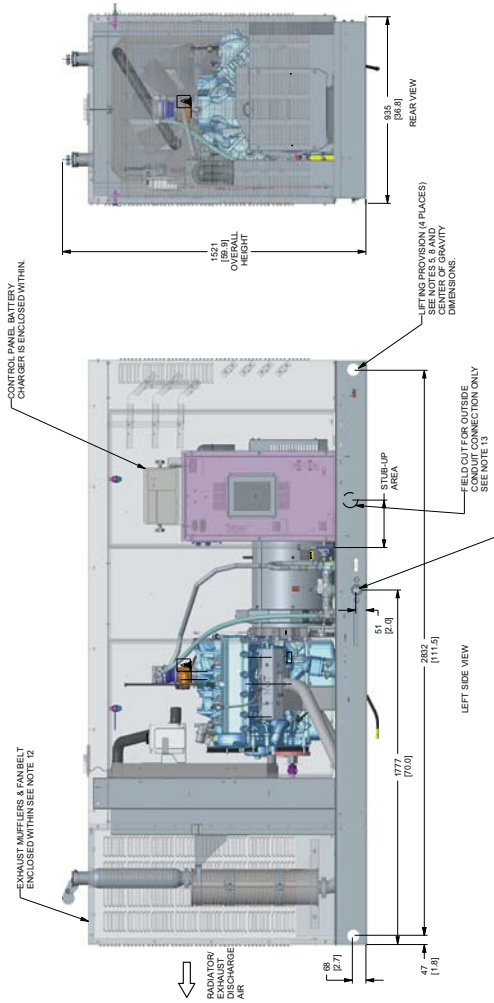 EXHAUST MUFFLERS & FAN BELT
ENCLOSED WITHIN SEE NOTE 12
CONTROL PANEL BATTERY
CHARGER IS ENCLOSED WITHIN.
RADIATOR/
EXHAUST
DISCHARGE
AIR
1521
[59.9]
OVERALL
HEIGHT
935
[36.8]
REAR VIEW
LIFTING PROVISION (4 PLACES)
SEE NOTES 5, 8 AND
CENTER OF GRAVITY
DIMENSIONS.
FIELD CUT FOR OUTSIDE
CONDUIT CONNECTION ONLY
SEE NOTE 13
STUB-UP
AREA
51
[2.0]
68
[2.7]
47
[1.8]
1777
[70.0]
2832
[111.5]
LEFT SIDE VIEW